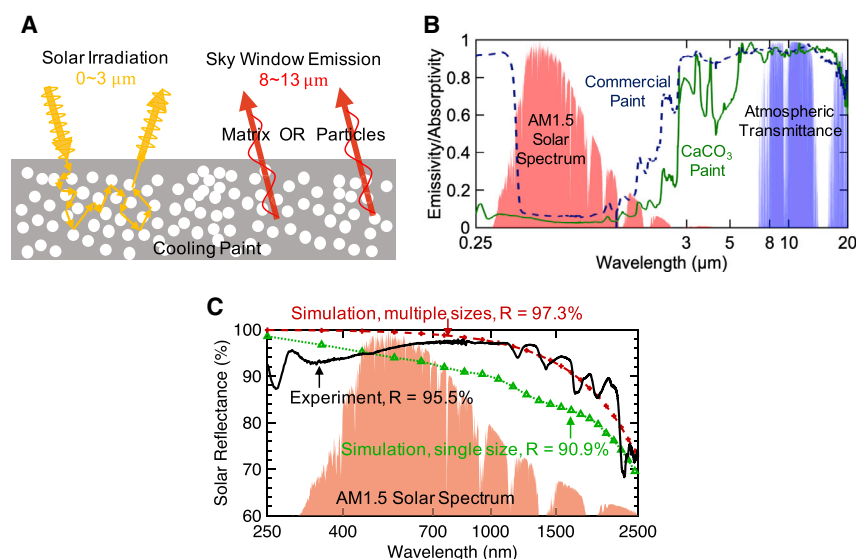 A
Solar Irradiation
0~3 μm
Sky Window Emission
8~13 μm
Matrix OR Particles
Cooling Paint
B
Emissivity/Absorptivity
1
0.8
0.6
0.4
0.2
0
Commercial
Paint
AM1.5
Solar
Spectrum
CaCO₃
Paint
Atmospheric
Transmittance
0.25 3 5 8 10 20
Wavelength (μm)
C
Simulation, multiple sizes, R = 97.3%
Solar Reflectance (%)
100
90
80
70
60
Experiment, R = 95.5%
Simulation, single size, R = 90.9%
AM1.5 Solar Spectrum
250 400 700 1000 1500 2500
Wavelength (nm)